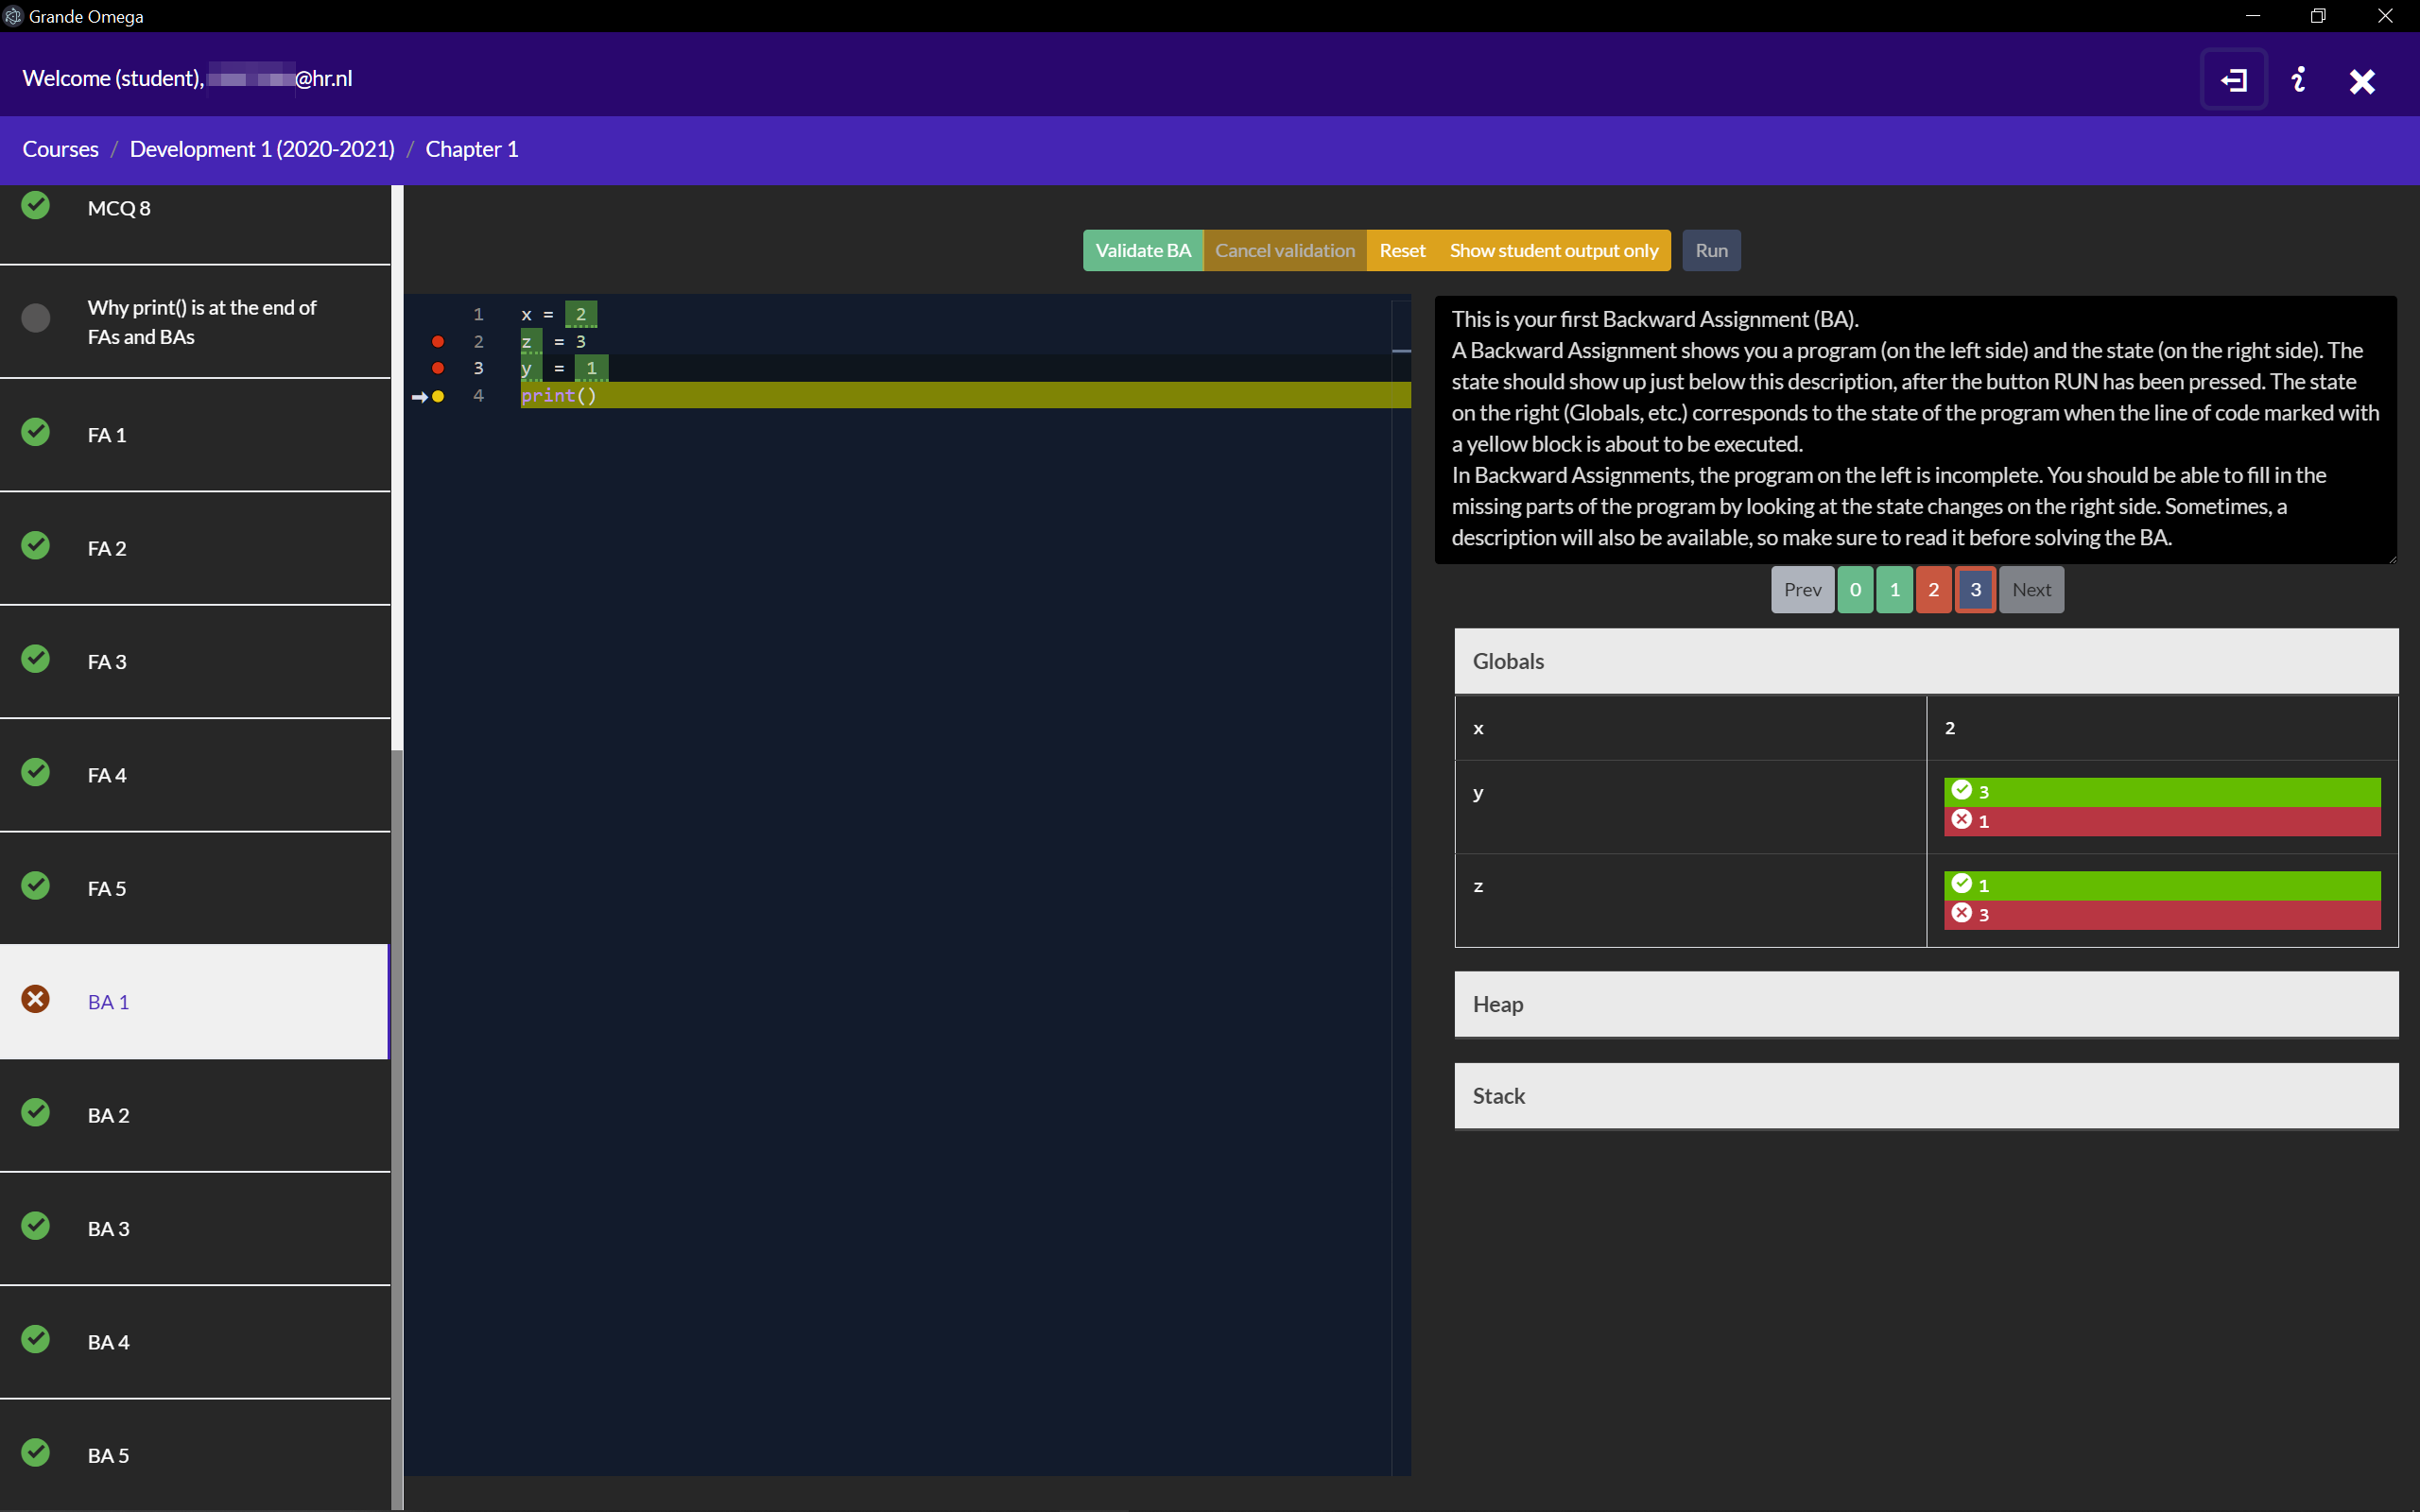 Grande Omega
Welcome (student), @hr.nl
Courses / Development 1 (2020-2021) / Chapter 1
MCQ 8
Why print() is at the end of
FAs and BAs
FA 1
FA 2
FA 3
FA 4
FA 5
BA 1
BA 2
BA 3
BA 4
BA 5
Validate BA Cancel validation Reset Show student output only Run
1 x = 2
2 z = 3
3 y = 1
4 print()
This is your first Backward Assignment (BA).
A Backward Assignment shows you a program (on the left side) and the state (on the right side). The
state should show up just below this description, after the button RUN has been pressed. The state
on the right (Globals, etc.) corresponds to the state of the program when the line of code marked with
a yellow block is about to be executed.
In Backward Assignments, the program on the left is incomplete. You should be able to fill in the
missing parts of the program by looking at the state changes on the right side. Sometimes, a
description will also be available, so make sure to read it before solving the BA.
Prev 0 1 2 3 Next
Globals
x 2
y 3
1
z 1
3
Heap
Stack